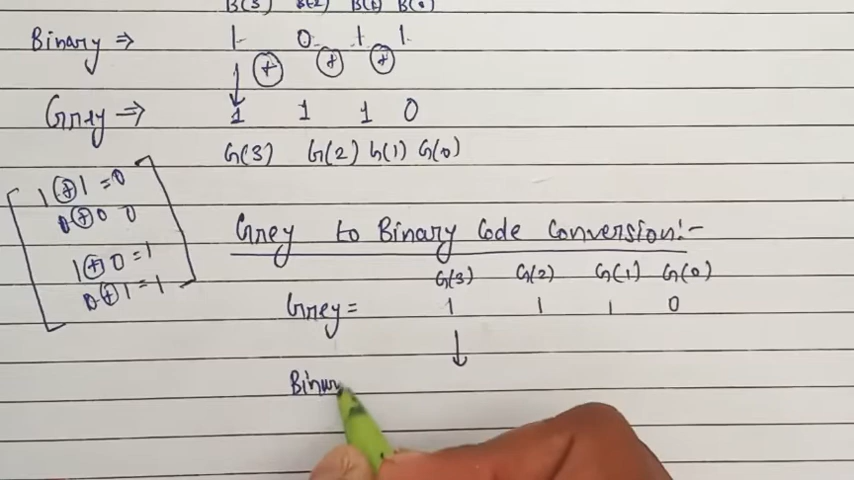 B(3) B(2) B(1) B(0)
Binary ⇒ 1 0 1 1
⊕ ⊕ ⊕
Grey ⇒ 1 1 1 0
G(3) G(2) G(1) G(0)
1 ⊕ 1 = 0
0 ⊕ 0 0
1 ⊕ 0 = 1
0 ⊕ 1 = 1
Grey to Binary Code Conversion:-
G(3) G(2) G(1) G(0)
Grey = 1 1 1 0
Binar